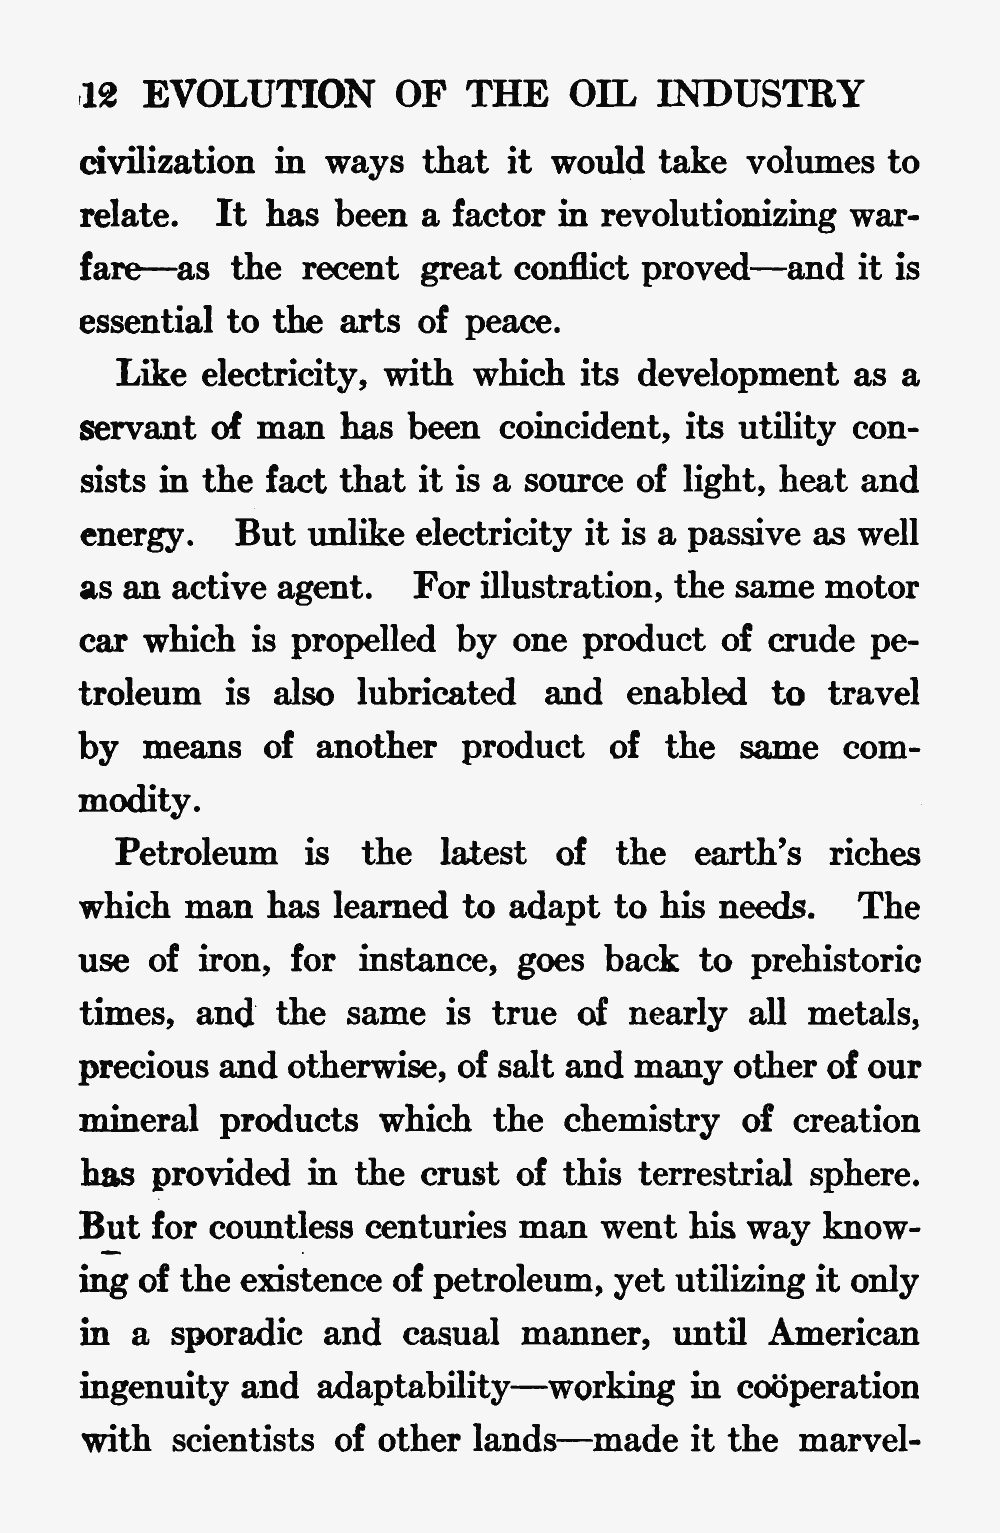 12 EVOLUTION OF THE OIL INDUSTRY
civilization in ways that it would take volumes to
relate. It has been a factor in revolutionizing war-
fare—as the recent great conflict proved—and it is
essential to the arts of peace.
Like electricity, with which its development as a
servant of man has been coincident, its utility con-
sists in the fact that it is a source of light, heat and
energy. But unlike electricity it is a passive as well
as an active agent. For illustration, the same motor
car which is propelled by one product of crude pe-
troleum is also lubricated and enabled to travel
by means of another product of the same com-
modity.
Petroleum is the latest of the earth's riches
which man has learned to adapt to his needs. The
use of iron, for instance, goes back to prehistoric
times, and the same is true of nearly all metals,
precious and otherwise, of salt and many other of our
mineral products which the chemistry of creation
has provided in the crust of this terrestrial sphere.
But for countless centuries man went his way know-
ing of the existence of petroleum, yet utilizing it only
in a sporadic and casual manner, until American
ingenuity and adaptability—working in coöperation
with scientists of other lands—made it the marvel-